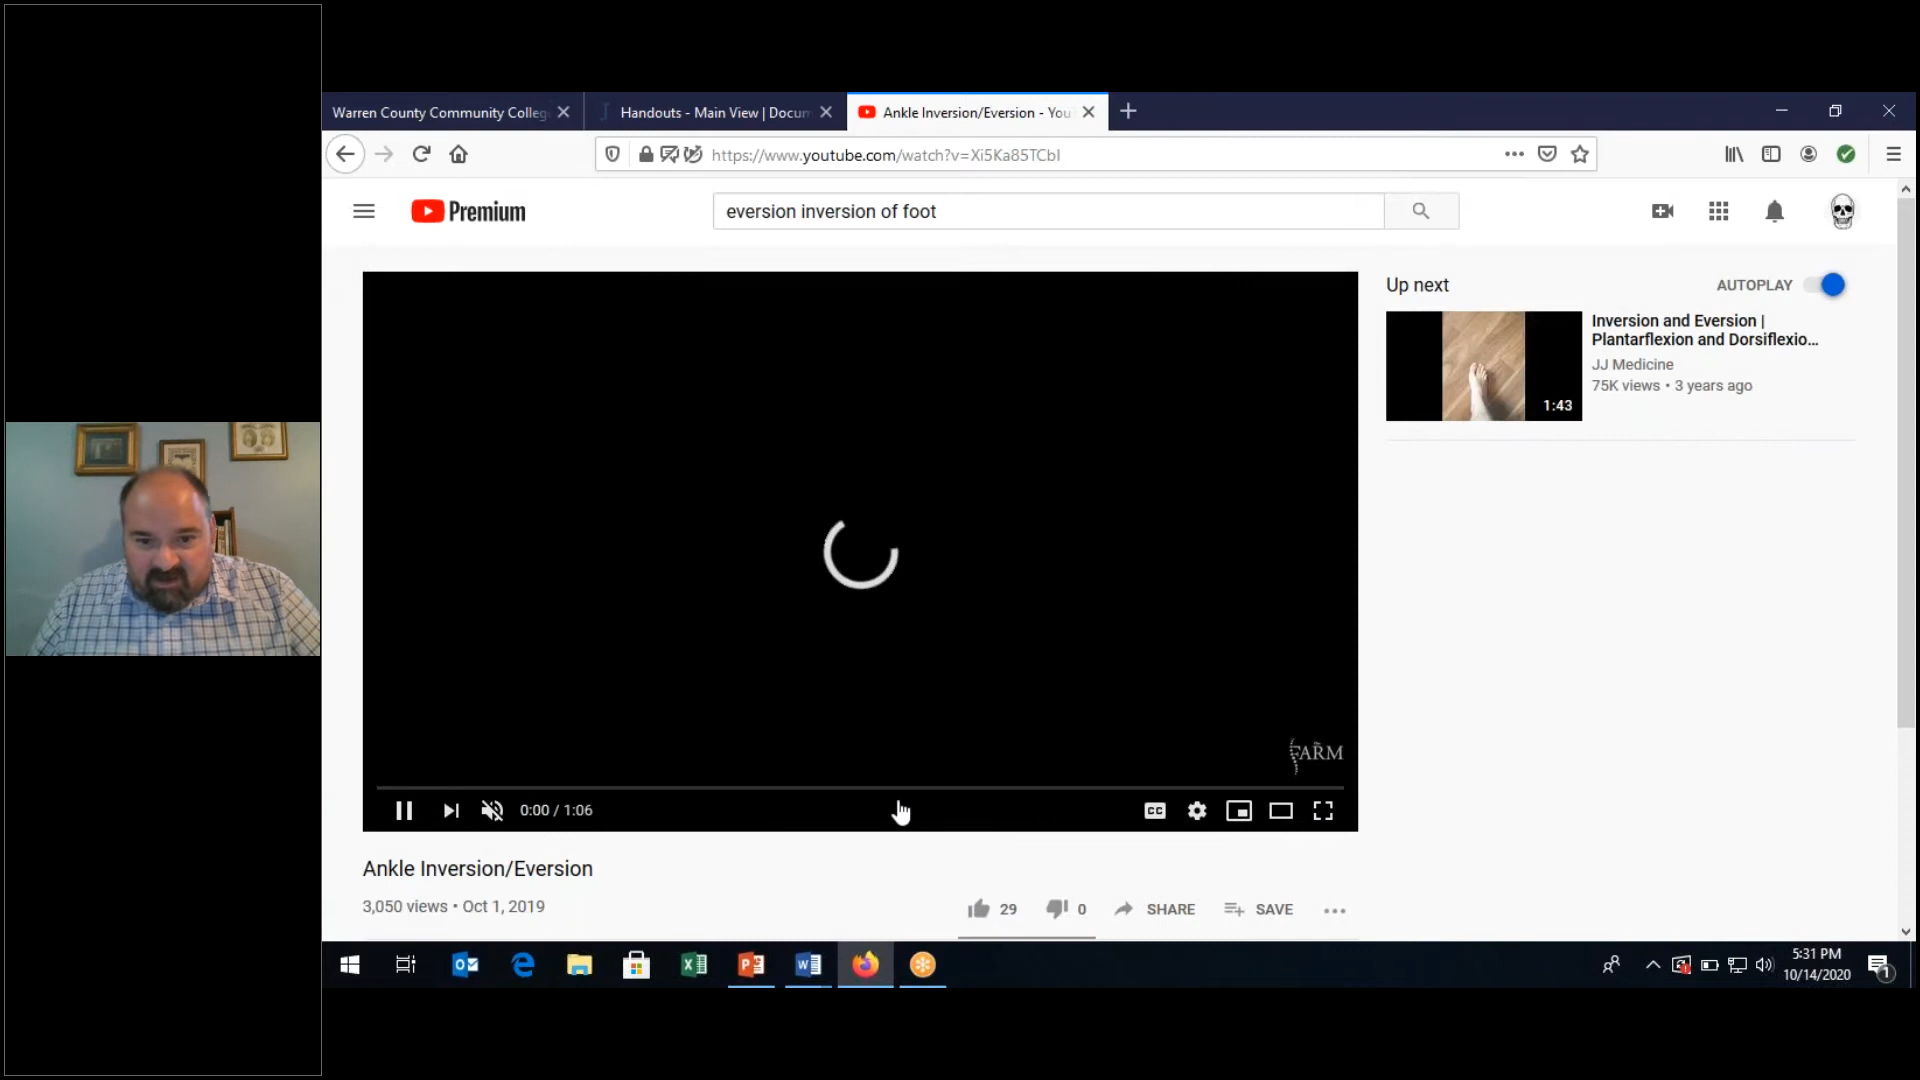 Warren County Community Colleg
Handouts - Main View | Docum
Ankle Inversion/Eversion - You
https://www.youtube.com/watch?v=Xi5Ka85TCbI
Premium
eversion inversion of foot
Up next
AUTOPLAY
Inversion and Eversion |
Plantarflexion and Dorsiflexio...
JJ Medicine
75K views • 3 years ago
1:43
FARM
0:00 / 1:06
CC
Ankle Inversion/Eversion
3,050 views • Oct 1, 2019
29
0
SHARE
SAVE
5:31 PM
10/14/2020
1